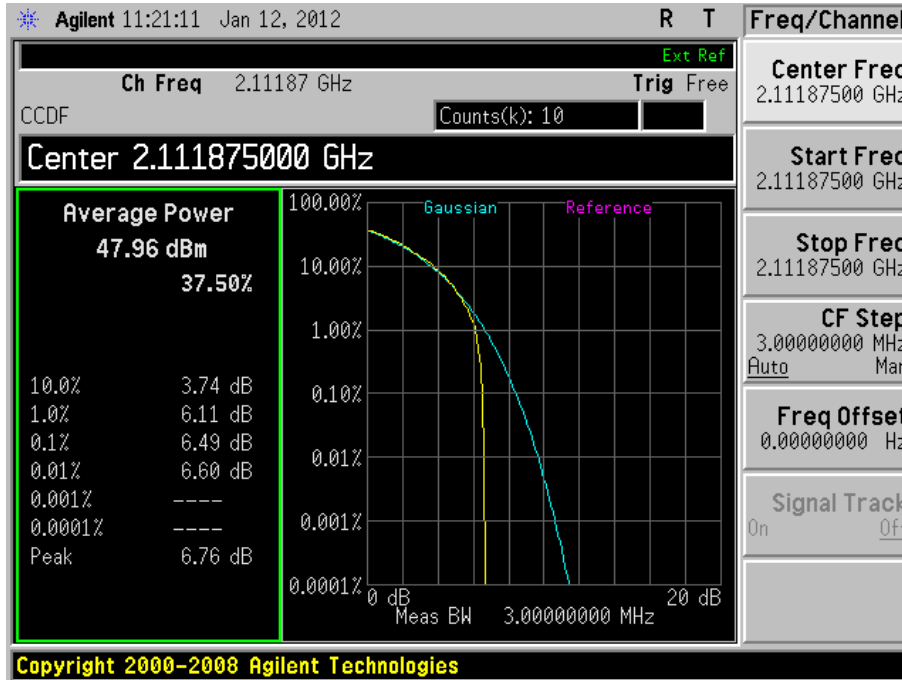 Agilent 11:21:11 Jan 12, 2012 R T
Ext Ref
Ch Freq 2.11187 GHz Trig Free
CCDF Counts(k): 10
Center 2.111875000 GHz
Average Power
47.96 dBm
37.50%
10.0% 3.74 dB
1.0% 6.11 dB
0.1% 6.49 dB
0.01% 6.60 dB
0.001% ----
0.0001% ----
Peak 6.76 dB
Gaussian Reference
100.00%
10.00%
1.00%
0.10%
0.01%
0.001%
0.0001%
0 dB 20 dB
Meas BW 3.00000000 MHz
Freq/Channel
Center Freq
2.11187500 GHz
Start Freq
2.11187500 GHz
Stop Freq
2.11187500 GHz
CF Step
3.00000000 MHz
Auto Man
Freq Offset
0.00000000 Hz
Signal Track
On Off
Copyright 2000-2008 Agilent Technologies